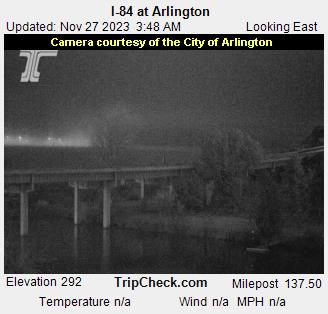 I-84 at Arlington
Updated: Nov 27 2023 3:48 AM Looking East
Camera courtesy of the City of Arlington
Elevation 292 TripCheck.com Milepost 137.50
Temperature n/a Wind n/a MPH n/a